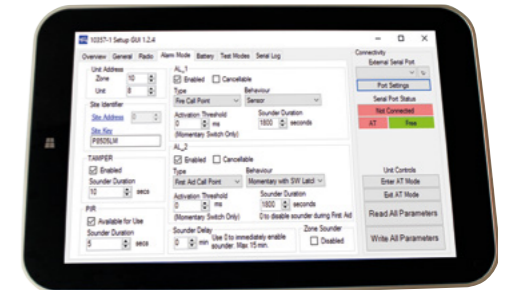 10357-1 Setup GUI 1.2.4
Overview General Radio Alarm Mode Battery Test Modes Serial Log
Unit Address
Zone 10
Unit 8
Site Identifier
Site Address 0
Site Key
P8505LM
TAMPER
Enabled
Sounder Duration
10 secs
PIR
Available for Use
Sounder Duration
5 secs
AL_1
Enabled Cancellable
Type Behaviour
Fire Call Point Sensor
Activation Threshold Sounder Duration
0 ms 1800 seconds
(Momentary Switch Only)
AL_2
Enabled Cancellable
Type Behaviour
First Aid Call Point Momentary with SW Latch
Activation Threshold Sounder Duration
0 ms 1800 seconds
(Momentary Switch Only) 0 to disable sounder during First Aid
Sounder Delay
0 min Use 0 to immediately enable
sounder. Max 15 min.
Zone Sounder
Disabled
Connectivity
External Serial Port
Port Settings
Serial Port Status
Not Connected
AT Free
Unit Controls
Enter AT Mode
Exit AT Mode
Read All Parameters
Write All Parameters